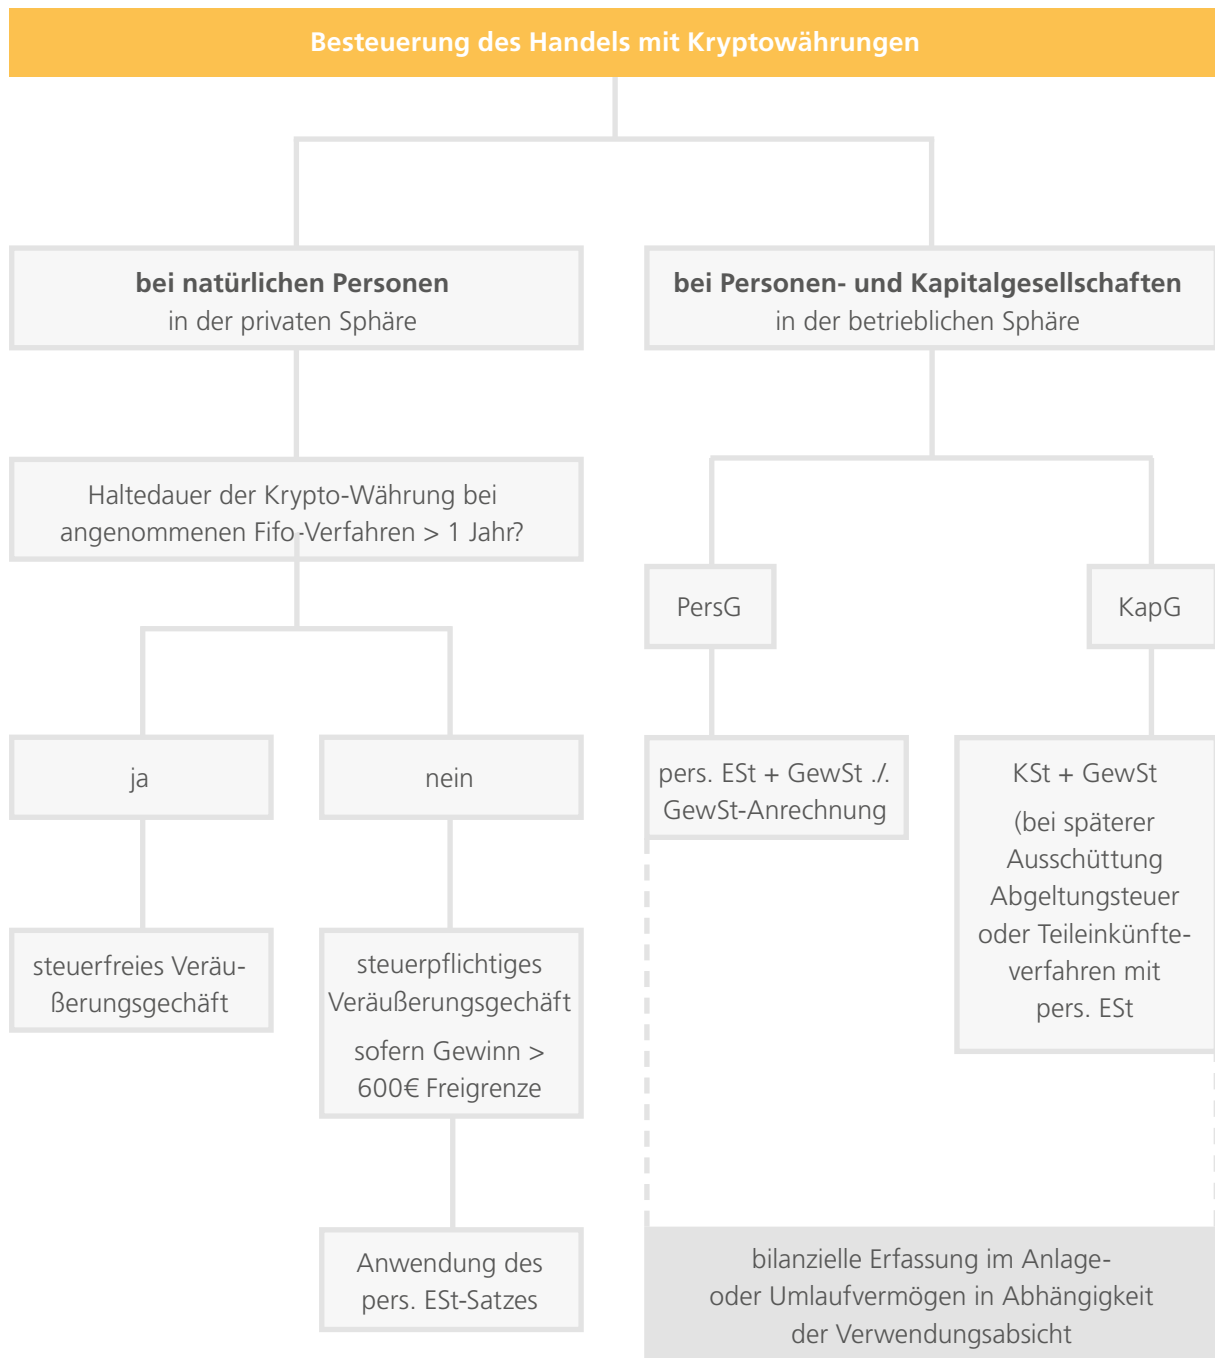 Besteuerung des Handels mit Kryptowährungen
bei natürlichen Personen
in der privaten Sphäre
bei Personen- und Kapitalgesellschaften
in der betrieblichen Sphäre
Haltedauer der Krypto-Währung bei
angenommenen Fifo-Verfahren > 1 Jahr?
PersG
KapG
ja
nein
pers. ESt + GewSt ./.
GewSt-Anrechnung
KSt + GewSt
(bei späterer
Ausschüttung
Abgeltungsteuer
oder Teileinkünfte-
verfahren mit
pers. ESt
steuerfreies Veräu-
ßerungsgechäft
steuerpflichtiges
Veräußerungsgechäft
sofern Gewinn >
600€ Freigrenze
Anwendung des
pers. ESt-Satzes
bilanzielle Erfassung im Anlage-
oder Umlaufvermögen in Abhängigkeit
der Verwendungsabsicht